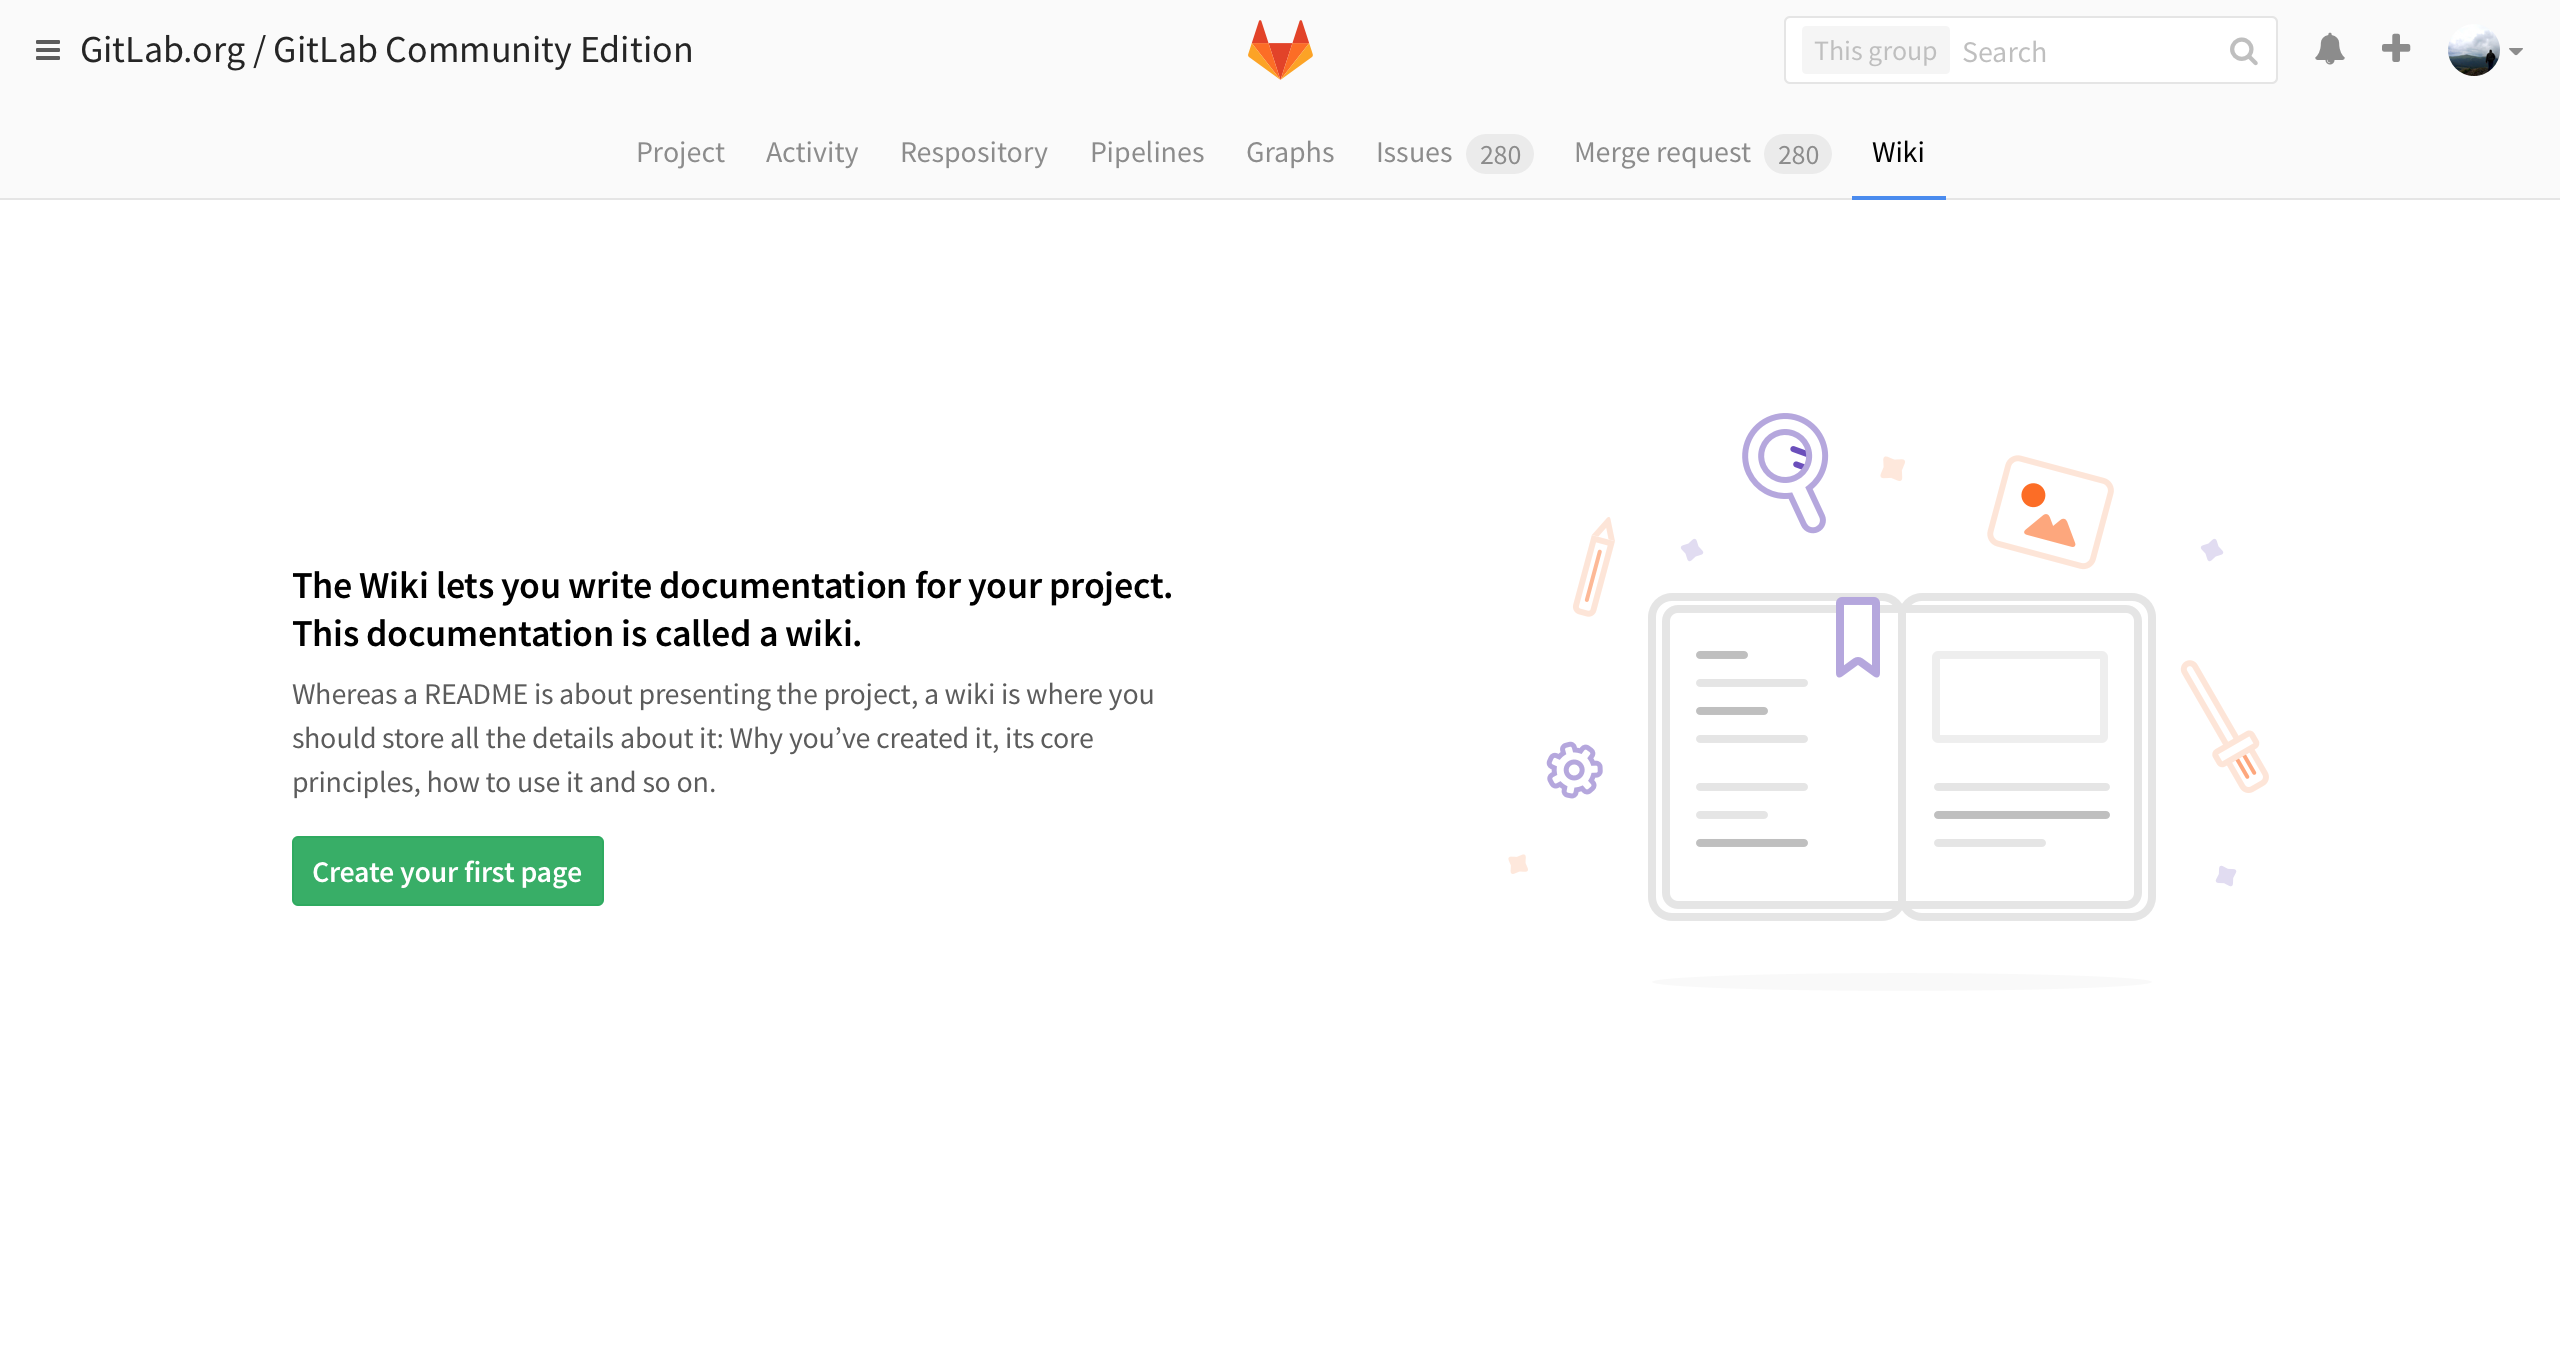 GitLab.org / GitLab Community Edition
This group Search
Project Activity Respository Pipelines Graphs Issues 280 Merge request 280 Wiki
The Wiki lets you write documentation for your project.
This documentation is called a wiki.
Whereas a README is about presenting the project, a wiki is where you
should store all the details about it: Why you’ve created it, its core
principles, how to use it and so on.
Create your first page